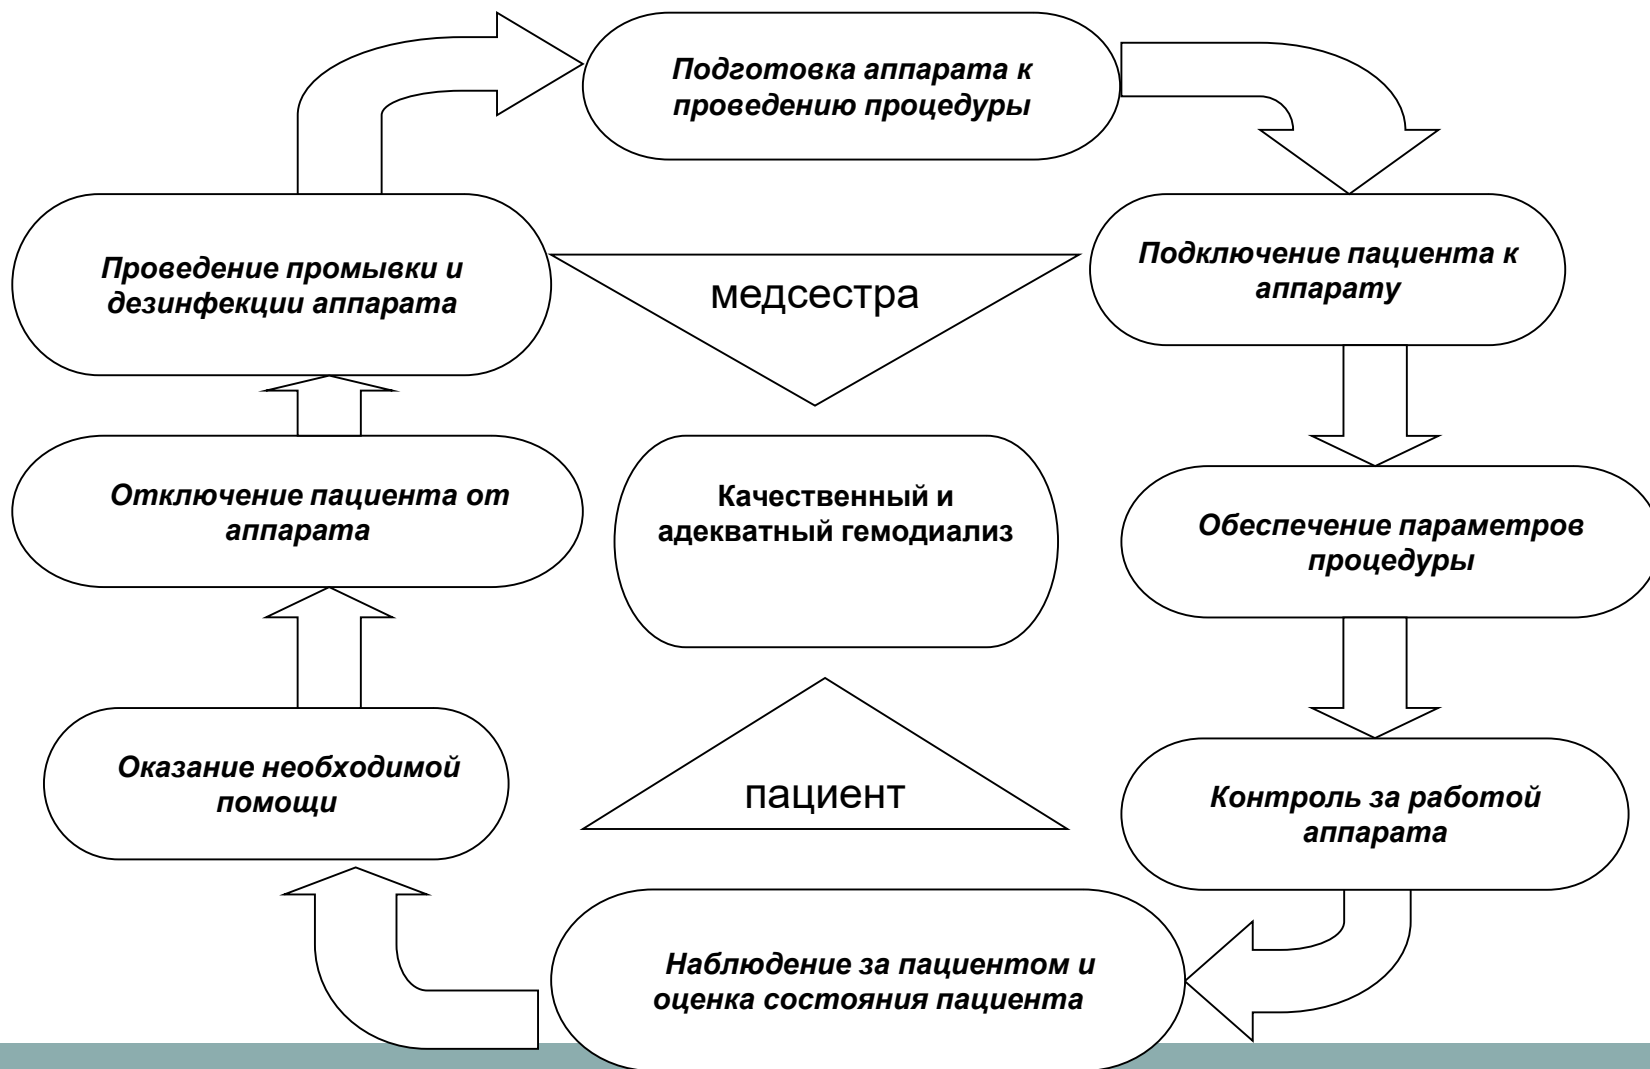 Подготовка аппарата к
проведению процедуры
Проведение промывки и
дезинфекции аппарата
медсестра
Подключение пациента к
аппарату
Отключение пациента от
аппарата
Качественный и
адекватный гемодиализ
Обеспечение параметров
процедуры
Оказание необходимой
помощи
пациент
Контроль за работой
аппарата
Наблюдение за пациентом и
оценка состояния пациента